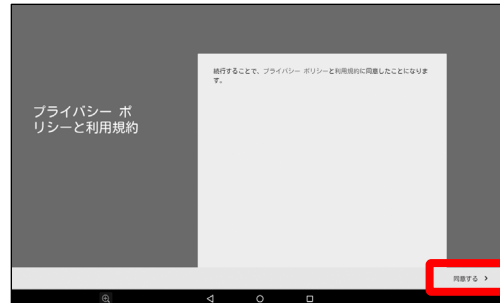 続行することで、プライバシー ポリシーと利用規約に同意したことになりま
す。
プライバシー ポ
リシーと利用規約
同意する